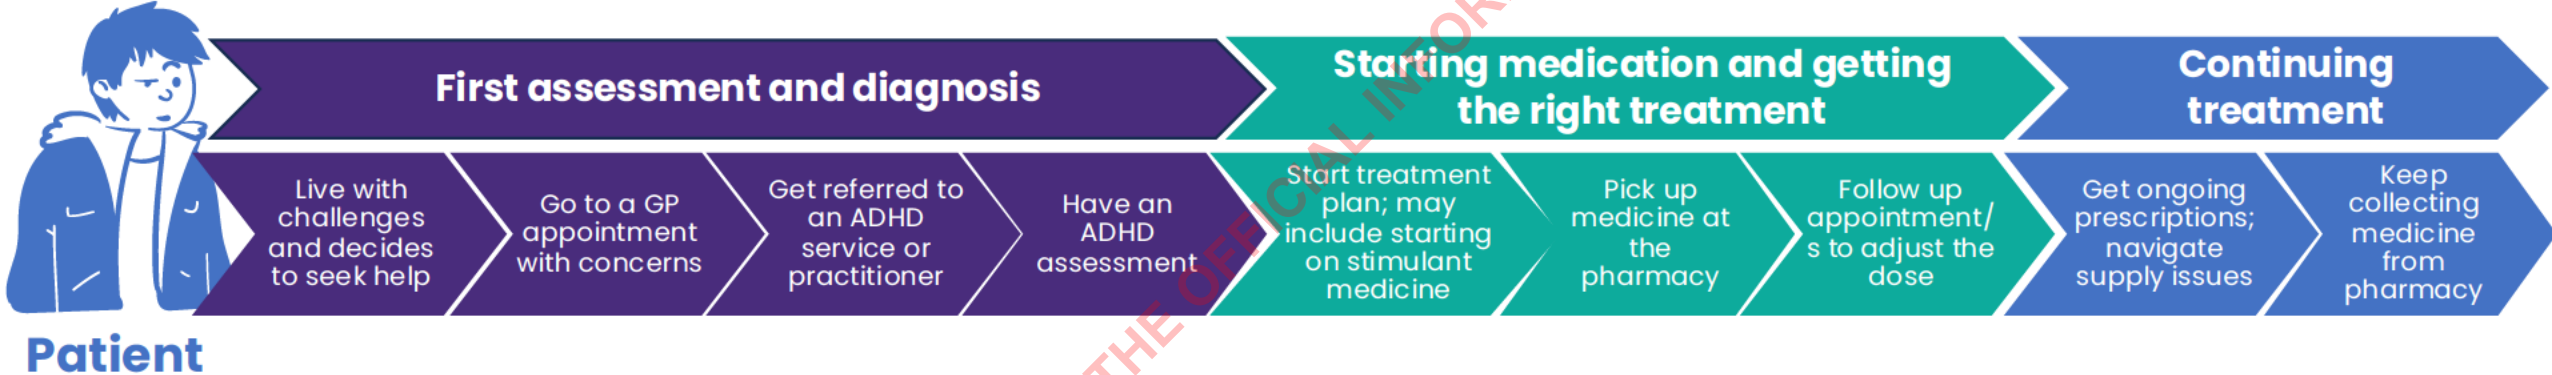 First assessment and diagnosis
Starting medication and getting
the right treatment
Continuing
treatment
Live with
challenges
and decides
to seek help
Go to a GP
appointment
with concerns
Get referred to
an ADHD
service or
practitioner
Have an
ADHD
assessment
Start treatment
plan; may
include starting
on stimulant
medicine
Pick up
medicine at
the
pharmacy
Follow up
appointment/
s to adjust the
dose
Get ongoing
prescriptions;
navigate
supply issues
Keep
collecting
medicine
from
pharmacy
Patient
THE OFFICIAL INFOR